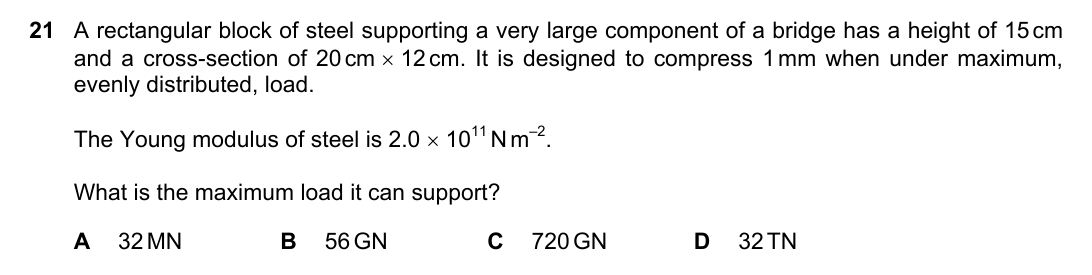 21 A rectangular block of steel supporting a very large component of a bridge has a height of 15 cm
and a cross-section of 20 cm × 12 cm. It is designed to compress 1 mm when under maximum,
evenly distributed, load.
The Young modulus of steel is 2.0 × 10¹¹ N m⁻².
What is the maximum load it can support?
A 32 MN B 56 GN C 720 GN D 32 TN